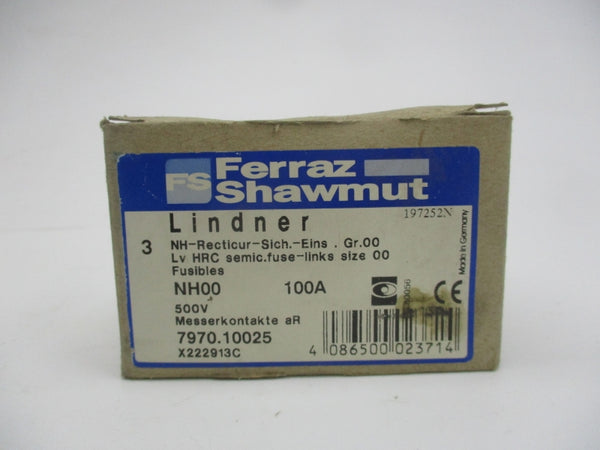 FS Ferraz
Shawmut
Lindner
197252N
3
NH-Recticur-Sich.-Eins . Gr.00
Lv HRC semic.fuse-links size 00
Fusibles
NH00 100A
500V
Messerkontakte aR
7970.10025
X222913C
4 086500 023714
CE
Made in Germany